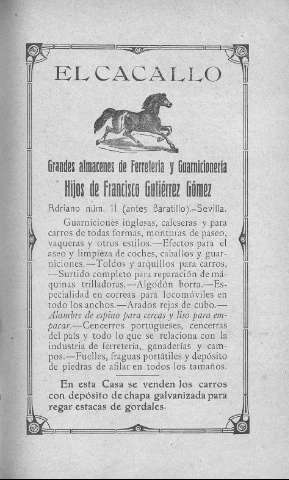 EL CACALLO
Grandes almacenes de Ferretería y Guarnicionería
Hijos de Francisco Gutiérrez Gómez
Adriano núm. 11 (antes Baratillo).-Sevilla.
Guarniciones inglesas, caleseras y para
carros de todas formas, monturas de paseo,
vaqueras y otros estilos.—Efectos para el
aseo y limpieza de coches, caballos y guar-
niciones.—Toldos y arquillos para carros.
—Surtido completo para reparación de má-
quinas trilladoras.—Algodón borra.—Es-
pecialidad en correas para locomóviles en
todo los anchos.—Arados rejas de cubo.—
Alambre de espino para cercas y liso para em-
pacar.—Cencerros portugueses, cencerras
del país y todo lo que se relaciona con la
industria de ferretería, ganaderías y cam-
pos.—Fuelles, fraguas portátiles y depósito
de piedras de afilar en todos los tamaños.
En esta Casa se venden los carros
con depósito de chapa galvanizada para
regar estacas de gordales.